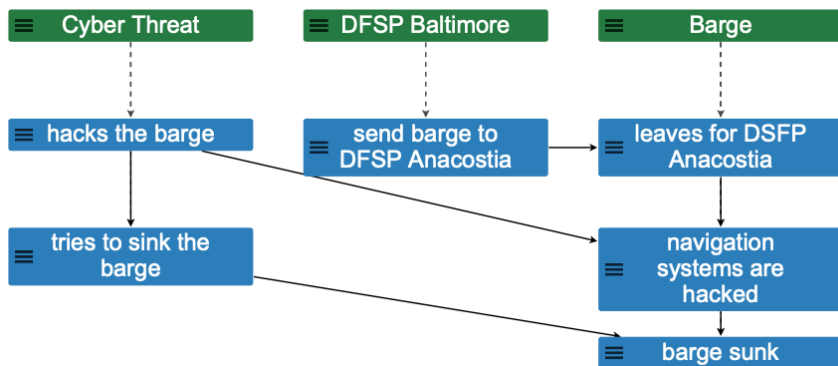 Cyber Threat
DFSP Baltimore
Barge
hacks the barge
send barge to
DFSP Anacostia
leaves for DSFP
Anacostia
tries to sink the
barge
navigation
systems are
hacked
barge sunk